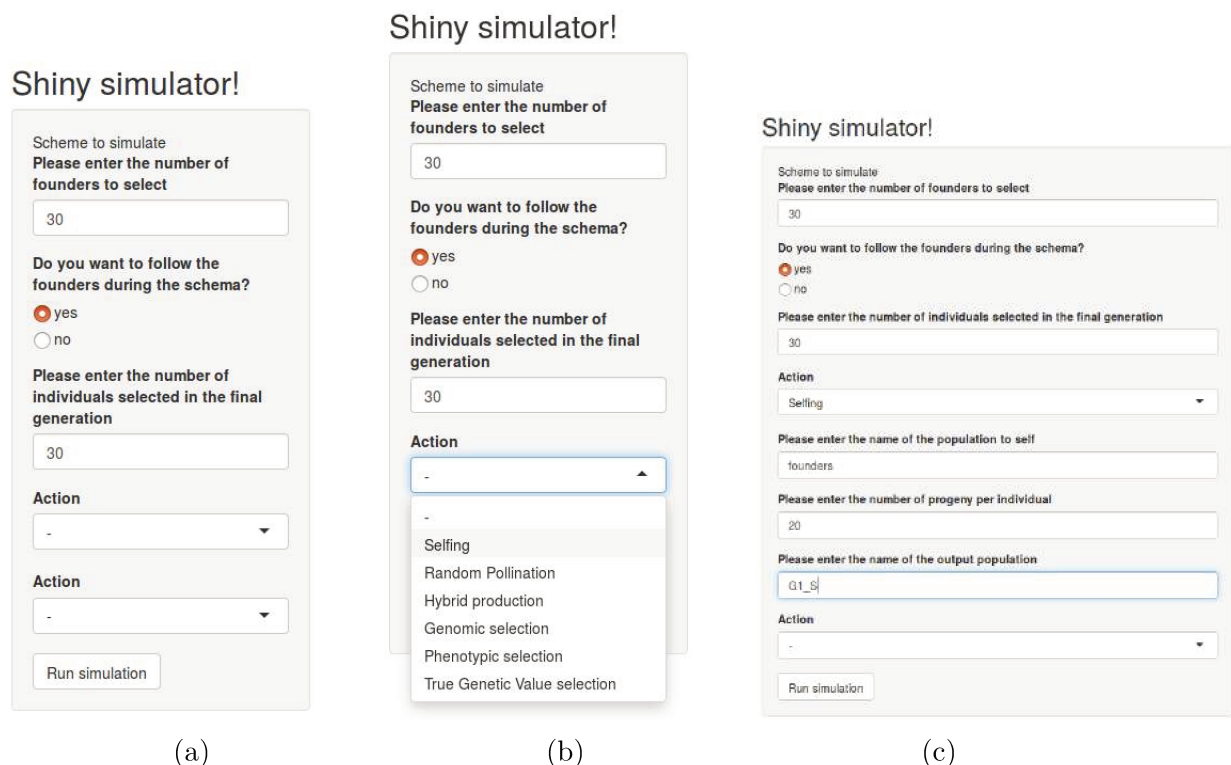 Shiny simulator!
Scheme to simulate
Please enter the number of
founders to select
30
Do you want to follow the
founders during the schema?
yes
no
Please enter the number of
individuals selected in the final
generation
30
Action
-
Action
-
Run simulation
(a)
Shiny simulator!
Scheme to simulate
Please enter the number of
founders to select
30
Do you want to follow the
founders during the schema?
yes
no
Please enter the number of
individuals selected in the final
generation
30
Action
-
-
Selfing
Random Pollination
Hybrid production
Genomic selection
Phenotypic selection
True Genetic Value selection
(b)
Shiny simulator!
Scheme to simulate
Please enter the number of founders to select
30
Do you want to follow the founders during the schema?
yes
no
Please enter the number of individuals selected in the final generation
30
Action
Selfing
Please enter the name of the population to self
founders
Please enter the number of progeny per individual
20
Please enter the name of the output population
G1_S
Action
-
Run simulation
(c)